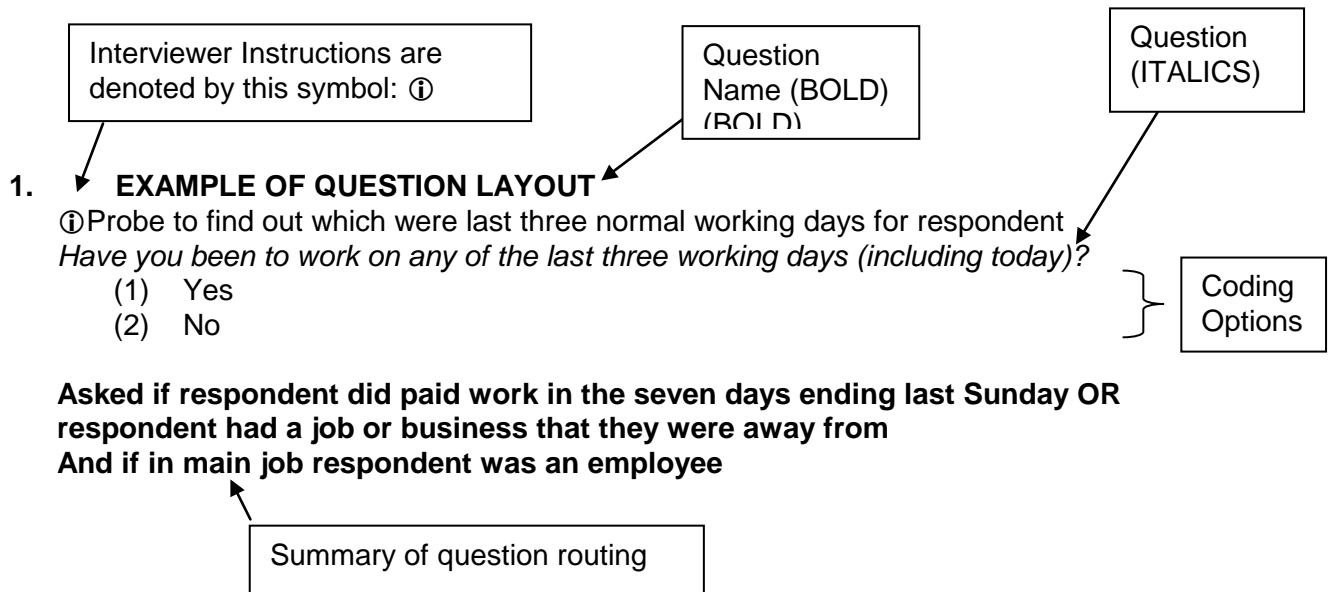 Interviewer Instructions are
denoted by this symbol: 🛈
Question
Name (BOLD)
(BOLD)
Question
(ITALICS)
1. EXAMPLE OF QUESTION LAYOUT
🛈Probe to find out which were last three normal working days for respondent
Have you been to work on any of the last three working days (including today)?
(1) Yes
(2) No
Coding
Options
Asked if respondent did paid work in the seven days ending last Sunday OR
respondent had a job or business that they were away from
And if in main job respondent was an employee
Summary of question routing